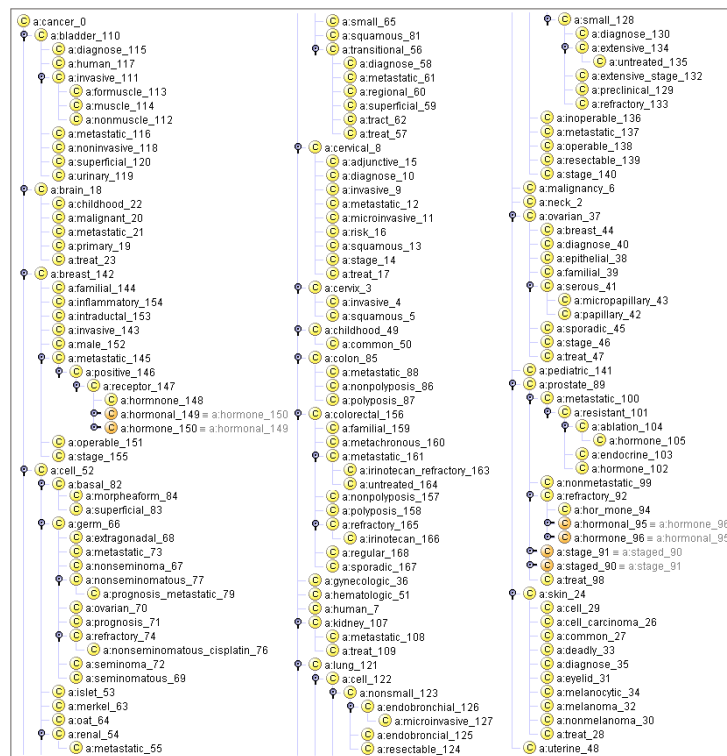 a:cancer_0
a:bladder_110
a:diagnose_115
a:human_117
a:invasive_111
a:formuscle_113
a:muscle_114
a:nonmuscle_112
a:metastatic_116
a:noninvasive_118
a:superficial_120
a:urinary_119
a:brain_18
a:childhood_22
a:malignant_20
a:metastatic_21
a:primary_19
a:treat_23
a:breast_142
a:familial_144
a:inflammatory_154
a:intraductal_153
a:invasive_143
a:male_152
a:metastatic_145
a:positive_146
a:receptor_147
a:hormnone_148
a:hormonal_149 ≡ a:hormone_150
a:hormone_150 ≡ a:hormonal_149
a:operable_151
a:stage_155
a:cell_52
a:basal_82
a:morpheaform_84
a:superficial_83
a:germ_66
a:extragonadal_68
a:metastatic_73
a:nonseminoma_67
a:nonseminomatous_77
a:prognosis_metastatic_79
a:ovarian_70
a:prognosis_71
a:refractory_74
a:nonseminomatous_cisplatin_76
a:seminoma_72
a:seminomatous_69
a:islet_53
a:merkel_63
a:oat_64
a:renal_54
a:metastatic_55
a:small_65
a:squamous_81
a:transitional_56
a:diagnose_58
a:metastatic_61
a:regional_60
a:superficial_59
a:tract_62
a:treat_57
a:cervical_8
a:adjunctive_15
a:diagnose_10
a:invasive_9
a:metastatic_12
a:microinvasive_11
a:risk_16
a:squamous_13
a:stage_14
a:treat_17
a:cervix_3
a:invasive_4
a:squamous_5
a:childhood_49
a:common_50
a:colon_85
a:metastatic_88
a:nonpolyposis_86
a:polyposis_87
a:colorectal_156
a:familial_159
a:metachronous_160
a:metastatic_161
a:irinotecan_refractory_163
a:untreated_164
a:nonpolyposis_157
a:polyposis_158
a:refractory_165
a:irinotecan_166
a:regular_168
a:sporadic_167
a:gynecologic_36
a:hematologic_51
a:human_7
a:kidney_107
a:metastatic_108
a:treat_109
a:lung_121
a:cell_122
a:nonsmall_123
a:endobronchial_126
a:microinvasive_127
a:endobroncial_125
a:resectable_124
a:small_128
a:diagnose_130
a:extensive_134
a:untreated_135
a:extensive_stage_132
a:preclinical_129
a:refractory_133
a:inoperable_136
a:metastatic_137
a:operable_138
a:resectable_139
a:stage_140
a:malignancy_6
a:neck_2
a:ovarian_37
a:breast_44
a:diagnose_40
a:epithelial_38
a:familial_39
a:serous_41
a:micropapillary_43
a:papillary_42
a:sporadic_45
a:stage_46
a:treat_47
a:pediatric_141
a:prostate_89
a:metastatic_100
a:resistant_101
a:ablation_104
a:hormone_105
a:endocrine_103
a:hormone_102
a:nonmetastatic_99
a:refractory_92
a:hor_mone_94
a:hormonal_95 ≡ a:hormone_96
a:hormone_96 ≡ a:hormonal_95
a:stage_91 ≡ a:staged_90
a:staged_90 ≡ a:stage_91
a:treat_98
a:skin_24
a:cell_29
a:cell_carcinoma_26
a:common_27
a:deadly_33
a:diagnose_35
a:eyelid_31
a:melanocytic_34
a:melanoma_32
a:nonmelanoma_30
a:treat_28
a:uterine_48